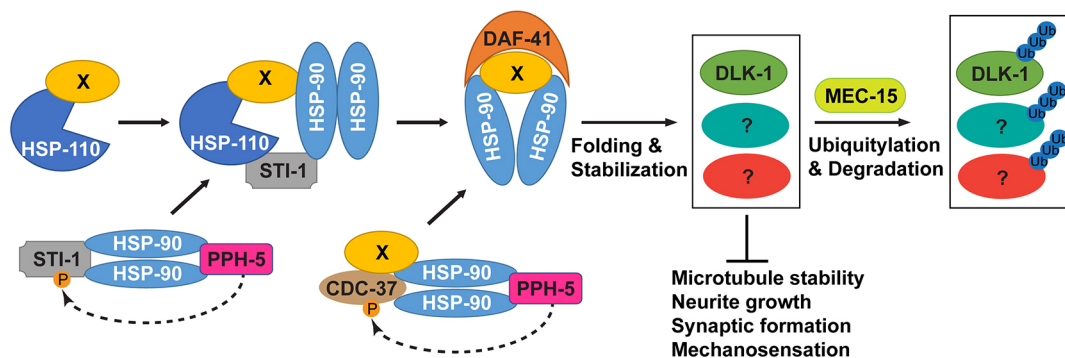 X
HSP-110
X
HSP-110
STI-1
HSP-90
HSP-90
DAF-41
X
HSP-90
HSP-90
Folding &
Stabilization
DLK-1
?
?
MEC-15
Ubiquitylation
& Degradation
Ub
Ub
Ub
DLK-1
Ub
Ub
Ub
?
Ub
Ub
Ub
?
STI-1
P
HSP-90
HSP-90
PPH-5
X
CDC-37
P
HSP-90
HSP-90
PPH-5
Microtubule stability
Neurite growth
Synaptic formation
Mechanosensation